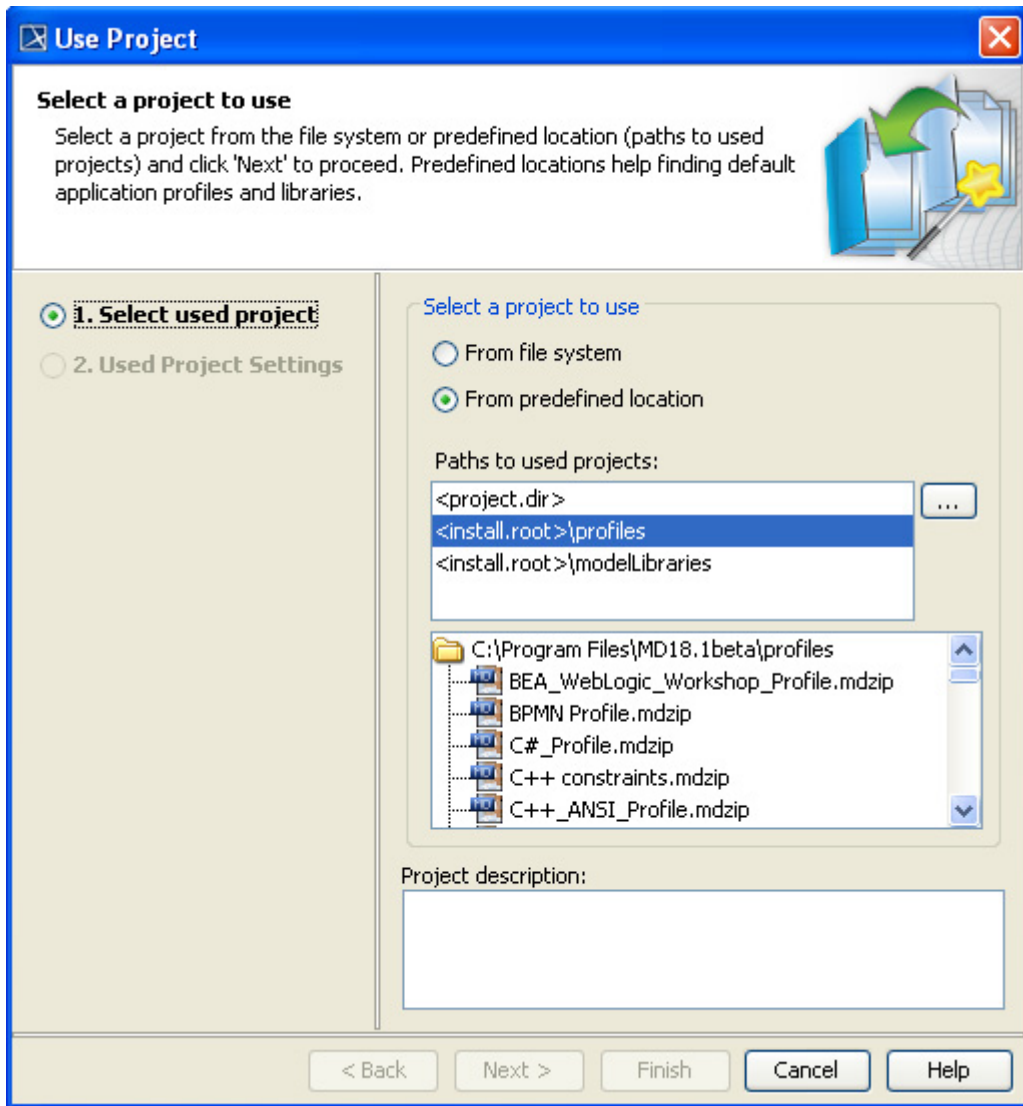 Use Project
Select a project to use
Select a project from the file system or predefined location (paths to used
projects) and click 'Next' to proceed. Predefined locations help finding default
application profiles and libraries.
1. Select used project
2. Used Project Settings
Select a project to use
From file system
From predefined location
Paths to used projects:
<project.dir>
...
<install.root>\profiles
<install.root>\modelLibraries
C:\Program Files\MD18.1beta\profiles
BEA_WebLogic_Workshop_Profile.mdzip
BPMN Profile.mdzip
C#_Profile.mdzip
C++ constraints.mdzip
C++_ANSI_Profile.mdzip
Project description:
< Back
Next >
Finish
Cancel
Help